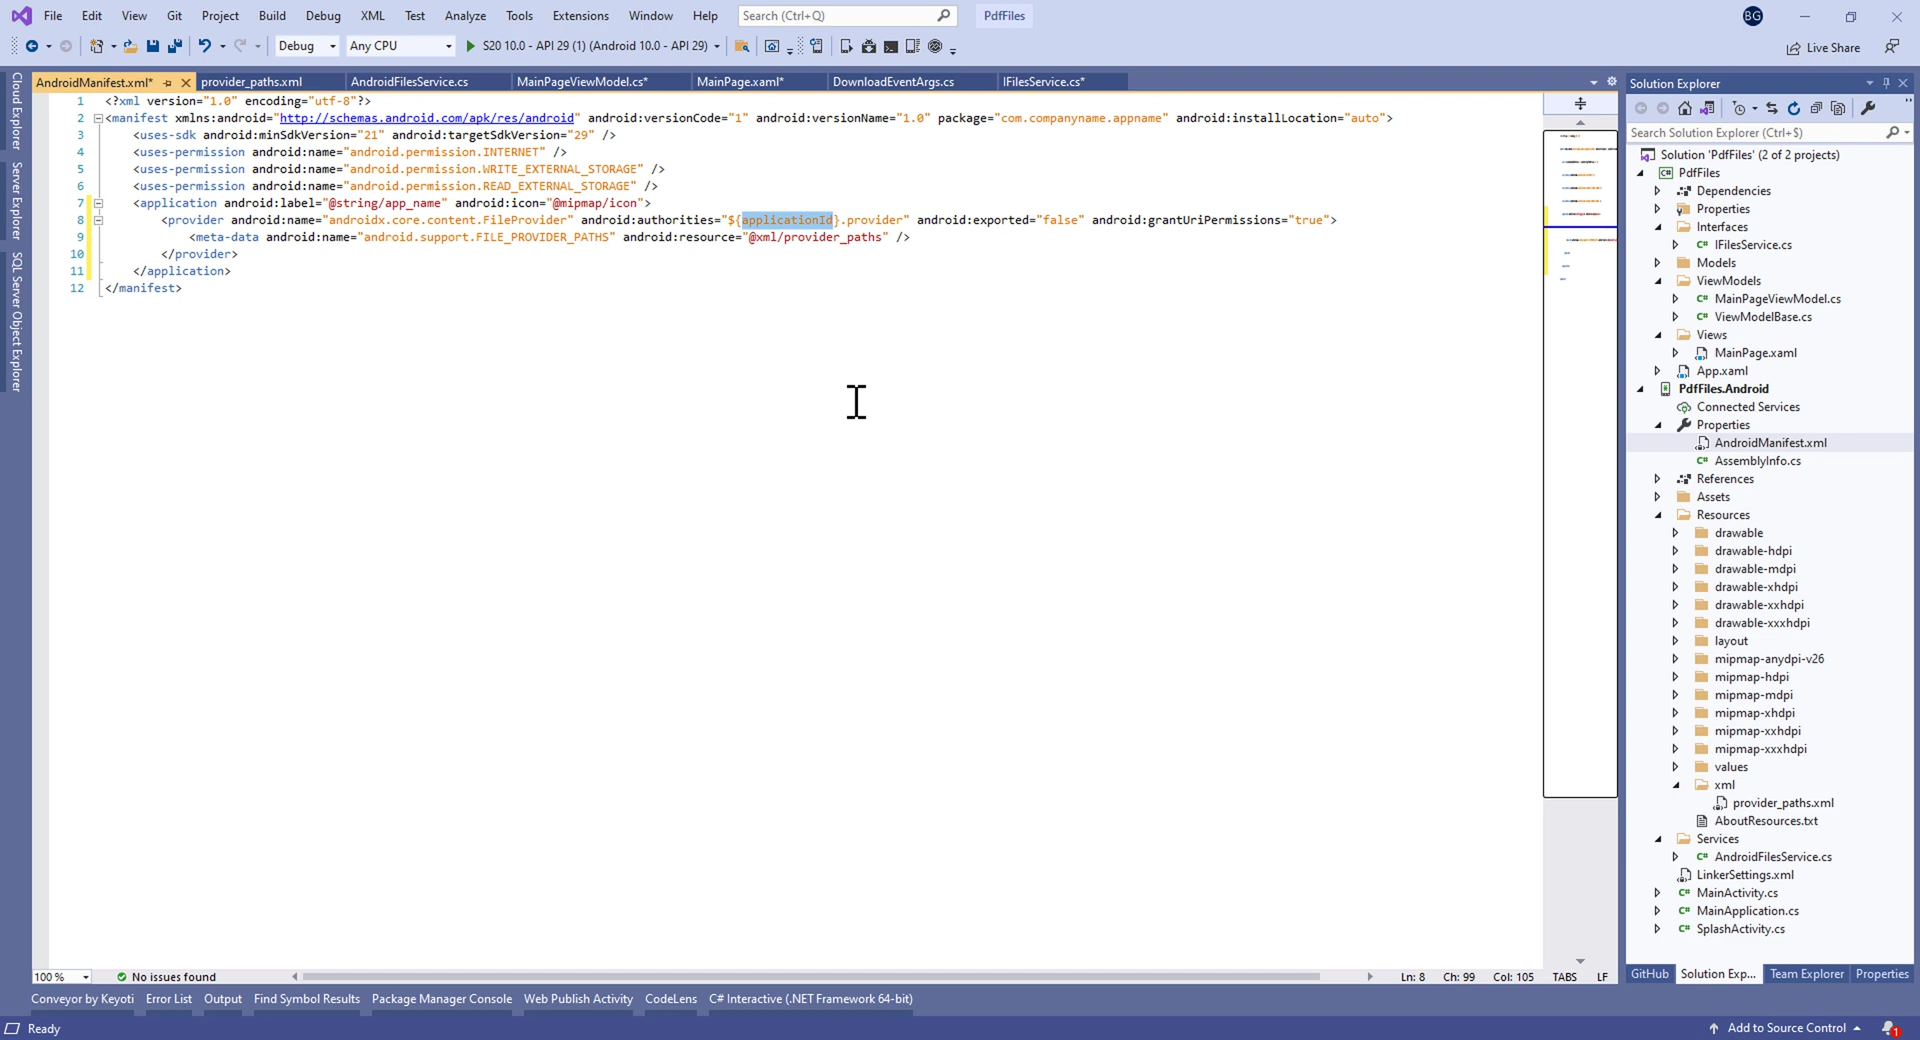 File Edit View Git Project Build Debug XML Test Analyze Tools Extensions Window Help Search (Ctrl+Q) PdfFiles BG
Debug Any CPU S20 10.0 - API 29 (1) (Android 10.0 - API 29) Live Share
AndroidManifest.xml* provider_paths.xml AndroidFilesService.cs MainPageViewModel.cs* MainPage.xaml* DownloadEventArgs.cs IFilesService.cs*
Cloud Explorer
Server Explorer
SQL Server Object Explorer
1 <?xml version="1.0" encoding="utf-8"?>
2 <manifest xmlns:android="http://schemas.android.com/apk/res/android" android:versionCode="1" android:versionName="1.0" package="com.companyname.appname" android:installLocation="auto">
3 <uses-sdk android:minSdkVersion="21" android:targetSdkVersion="29" />
4 <uses-permission android:name="android.permission.INTERNET" />
5 <uses-permission android:name="android.permission.WRITE_EXTERNAL_STORAGE" />
6 <uses-permission android:name="android.permission.READ_EXTERNAL_STORAGE" />
7 <application android:label="@string/app_name" android:icon="@mipmap/icon">
8 <provider android:name="androidx.core.content.FileProvider" android:authorities="${applicationId}.provider" android:exported="false" android:grantUriPermissions="true">
9 <meta-data android:name="android.support.FILE_PROVIDER_PATHS" android:resource="@xml/provider_paths" />
10 </provider>
11 </application>
12 </manifest>
Solution Explorer
Search Solution Explorer (Ctrl+$)
Solution 'PdfFiles' (2 of 2 projects)
PdfFiles
Dependencies
Properties
Interfaces
IFilesService.cs
Models
ViewModels
MainPageViewModel.cs
ViewModelBase.cs
Views
MainPage.xaml
App.xaml
PdfFiles.Android
Connected Services
Properties
AndroidManifest.xml
AssemblyInfo.cs
References
Assets
Resources
drawable
drawable-hdpi
drawable-mdpi
drawable-xhdpi
drawable-xxhdpi
drawable-xxxhdpi
layout
mipmap-anydpi-v26
mipmap-hdpi
mipmap-mdpi
mipmap-xhdpi
mipmap-xxhdpi
mipmap-xxxhdpi
values
xml
provider_paths.xml
AboutResources.txt
Services
AndroidFilesService.cs
LinkerSettings.xml
MainActivity.cs
MainApplication.cs
SplashActivity.cs
GitHub Solution Exp... Team Explorer Properties
100 % No issues found Ln: 8 Ch: 99 Col: 105 TABS LF
Conveyor by Keyoti Error List Output Find Symbol Results Package Manager Console Web Publish Activity CodeLens C# Interactive (.NET Framework 64-bit)
Ready Add to Source Control 1